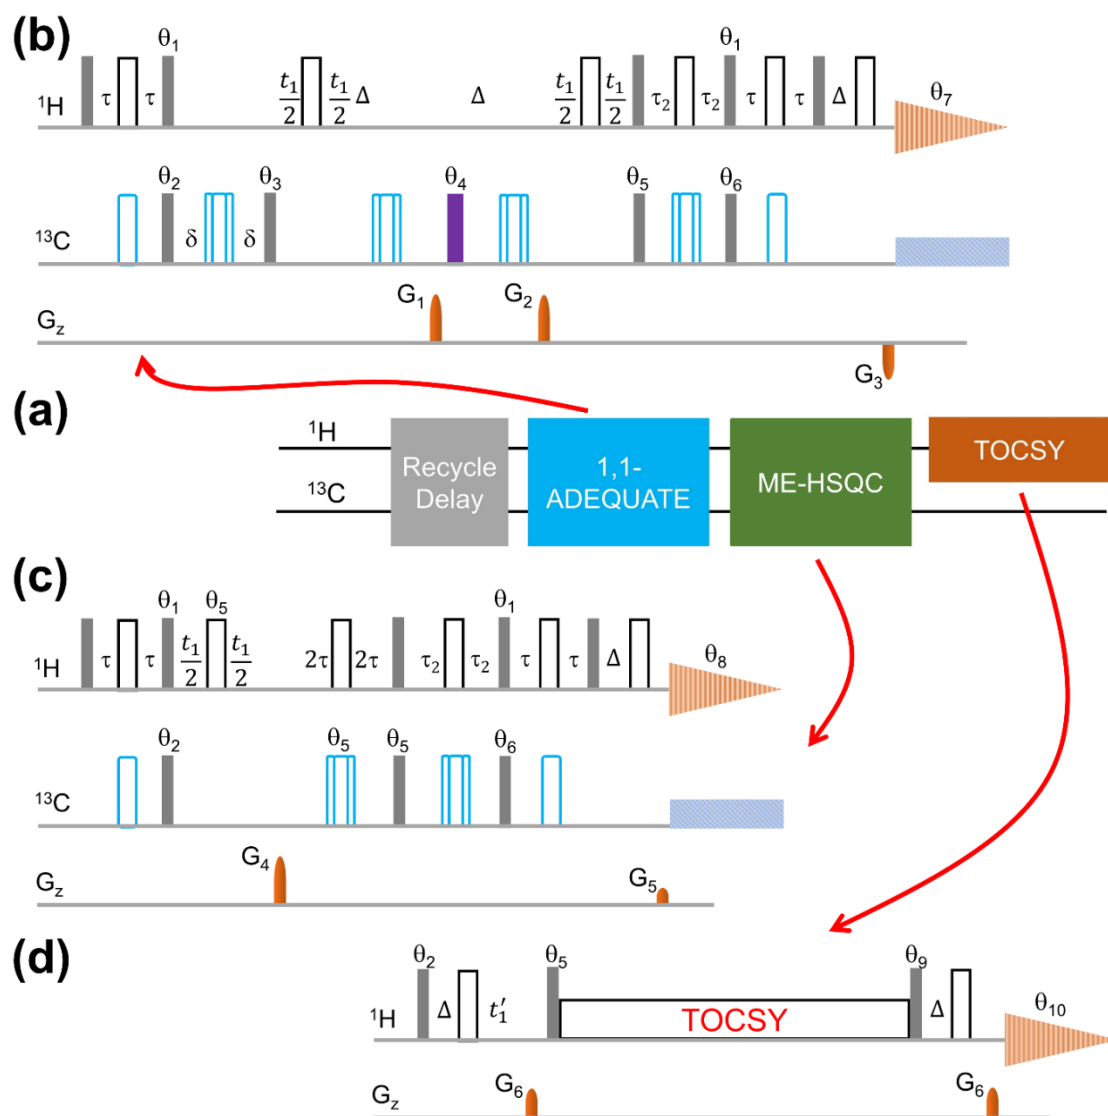 (b)
θ1 θ1
1H τ τ t1/2 t1/2 Δ Δ t1/2 t1/2 τ2 τ2 τ τ Δ θ7
θ2 θ3 θ4 θ5 θ6
13C δ δ
Gz G1 G2 G3
(a)
1H
13C
Recycle
Delay
1,1-
ADEQUATE
ME-HSQC
TOCSY
(c)
θ1 θ5 θ1
1H τ τ t1/2 t1/2 2τ 2τ τ2 τ2 τ τ Δ θ8
θ2 θ5 θ5 θ6
13C
Gz G4 G5
(d)
θ2 θ5 θ9
1H Δ t1′ TOCSY Δ θ10
Gz G6 G6